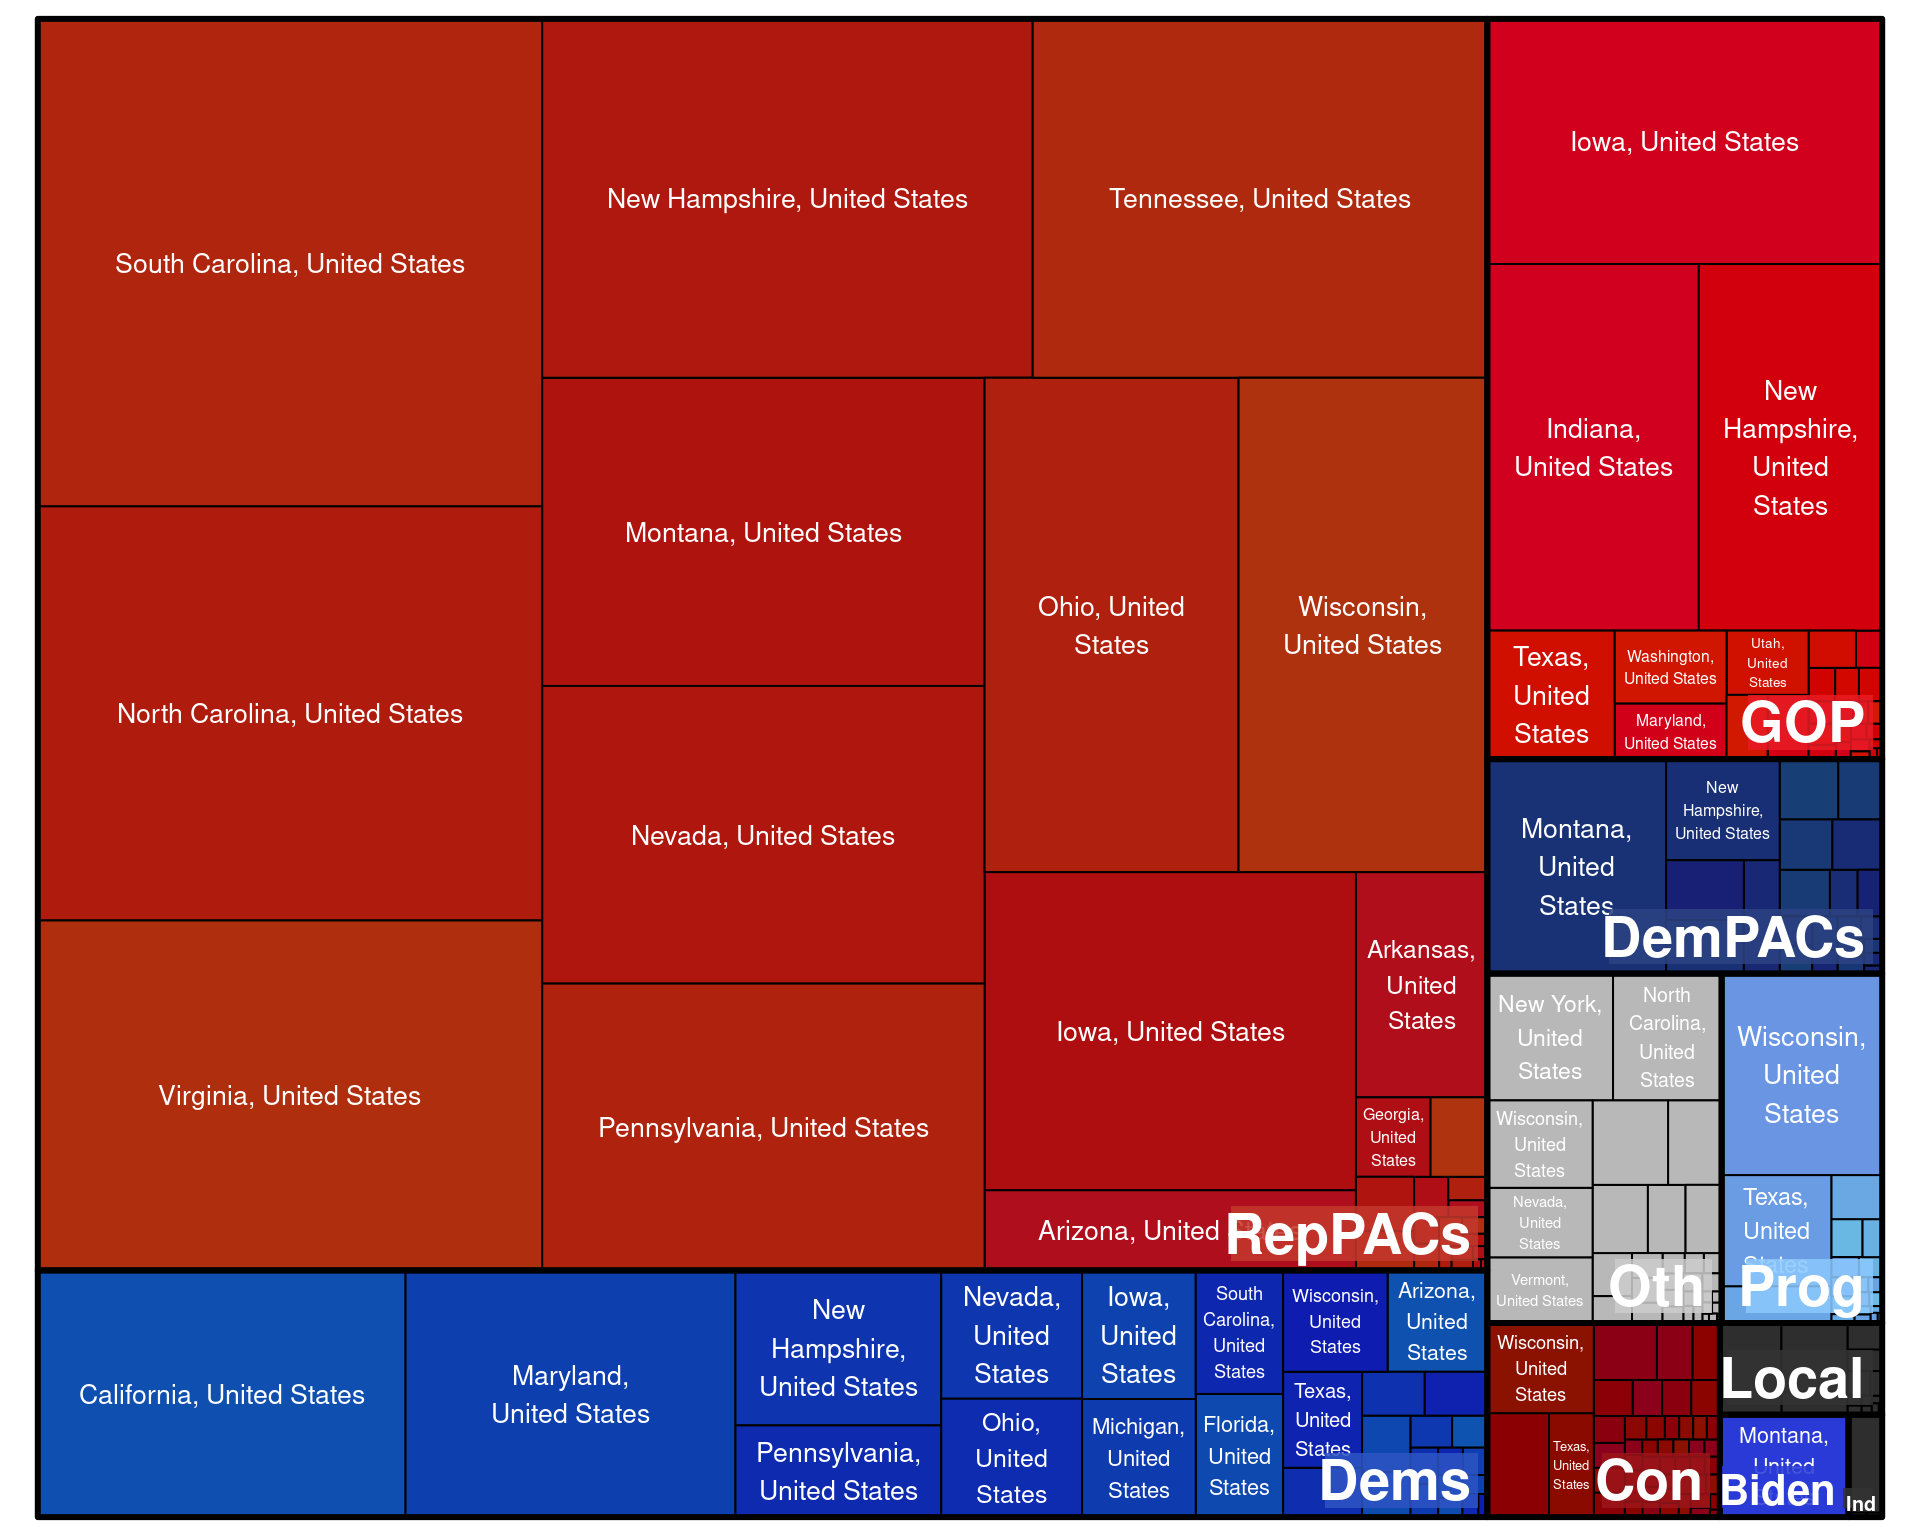 South Carolina, United States
North Carolina, United States
Virginia, United States
New Hampshire, United States
Tennessee, United States
Montana, United States
Nevada, United States
Pennsylvania, United States
Ohio, United
States
Wisconsin,
United States
Iowa, United States
Arkansas,
United
States
Georgia,
United
States
Arizona, United
RepPACs
Iowa, United States
Indiana,
United States
New
Hampshire,
United
States
Texas,
United
States
Washington,
United States
Maryland,
United States
Utah,
United
States
GOP
Montana,
United
States
New
Hampshire,
United States
DemPACs
New York,
United
States
North
Carolina,
United
States
Wisconsin,
United
States
Nevada,
United
States
Vermont,
United States
Oth
Wisconsin,
United
States
Texas,
United
States
Prog
California, United States
Maryland,
United States
New
Hampshire,
United States
Pennsylvania,
United States
Nevada,
United
States
Ohio,
United
States
Iowa,
United
States
Michigan,
United
States
South
Carolina,
United
States
Florida,
United
States
Wisconsin,
United
States
Arizona,
United
States
Texas,
United
States
Dems
Wisconsin,
United
States
Texas,
United
States
Con
Local
Montana,
United
Biden
Ind